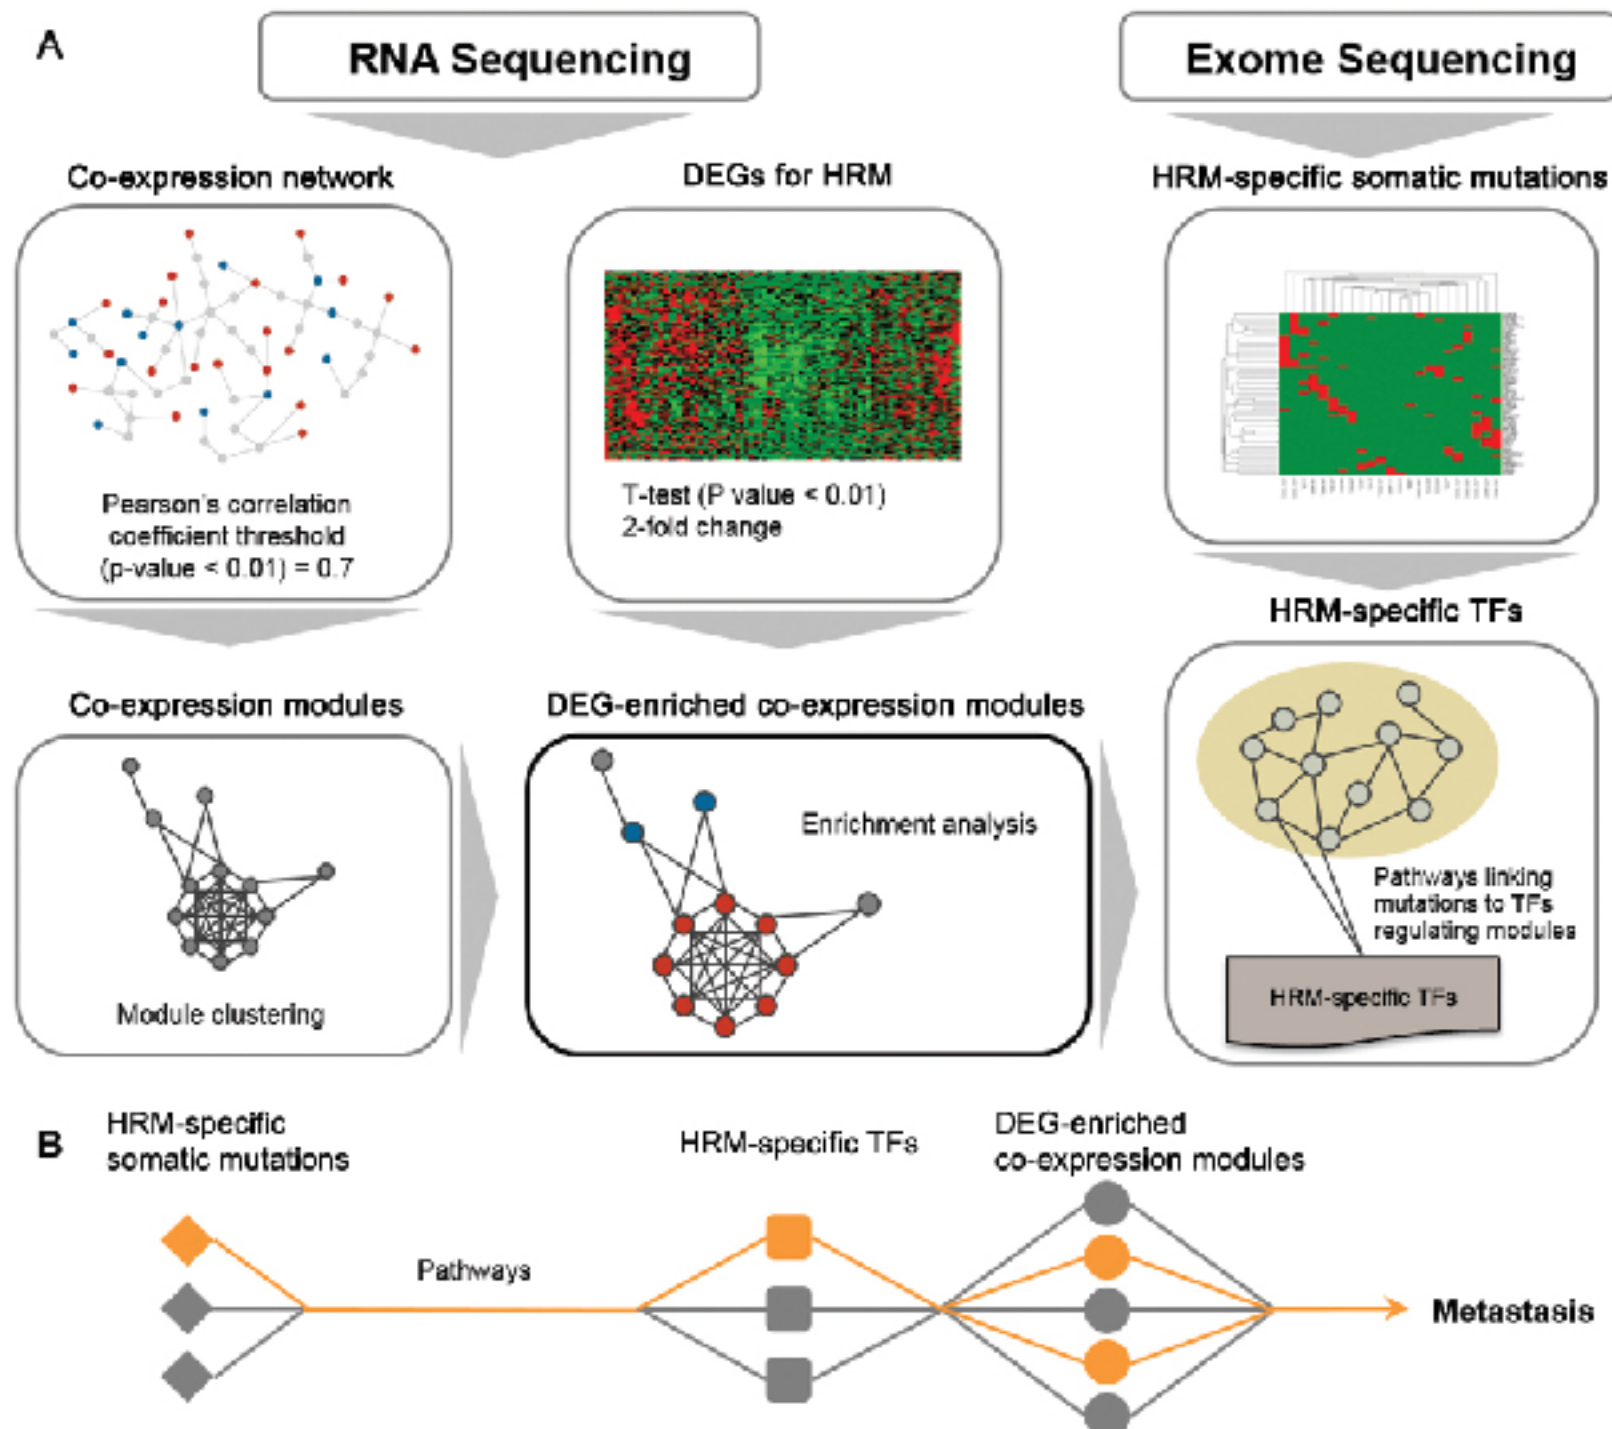 A
RNA Sequencing
Exome Sequencing
Co-expression network
DEGs for HRM
HRM-specific somatic mutations
Pearson's correlation
coefficient threshold
(p-value < 0.01) = 0.7
T-test (P value < 0.01)
2-fold change
HRM-specific TFs
Co-expression modules
DEG-enriched co-expression modules
Module clustering
Enrichment analysis
Pathways linking
mutations to TFs
regulating modules
HRM-specific TFs
B
HRM-specific
somatic mutations
Pathways
HRM-specific TFs
DEG-enriched
co-expression modules
Metastasis